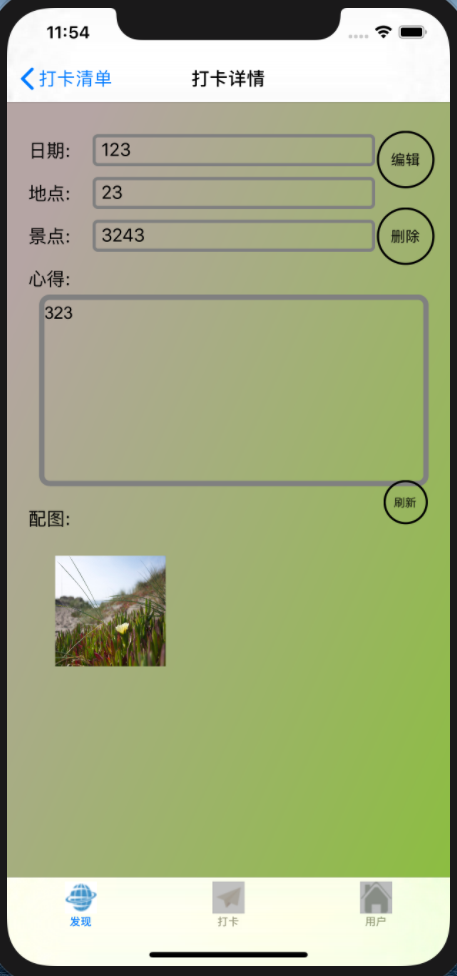 11:54
打卡清单
打卡详情
日期: 123
编辑
地点: 23
景点: 3243
删除
心得:
323
刷新
配图:
发现
打卡
用户